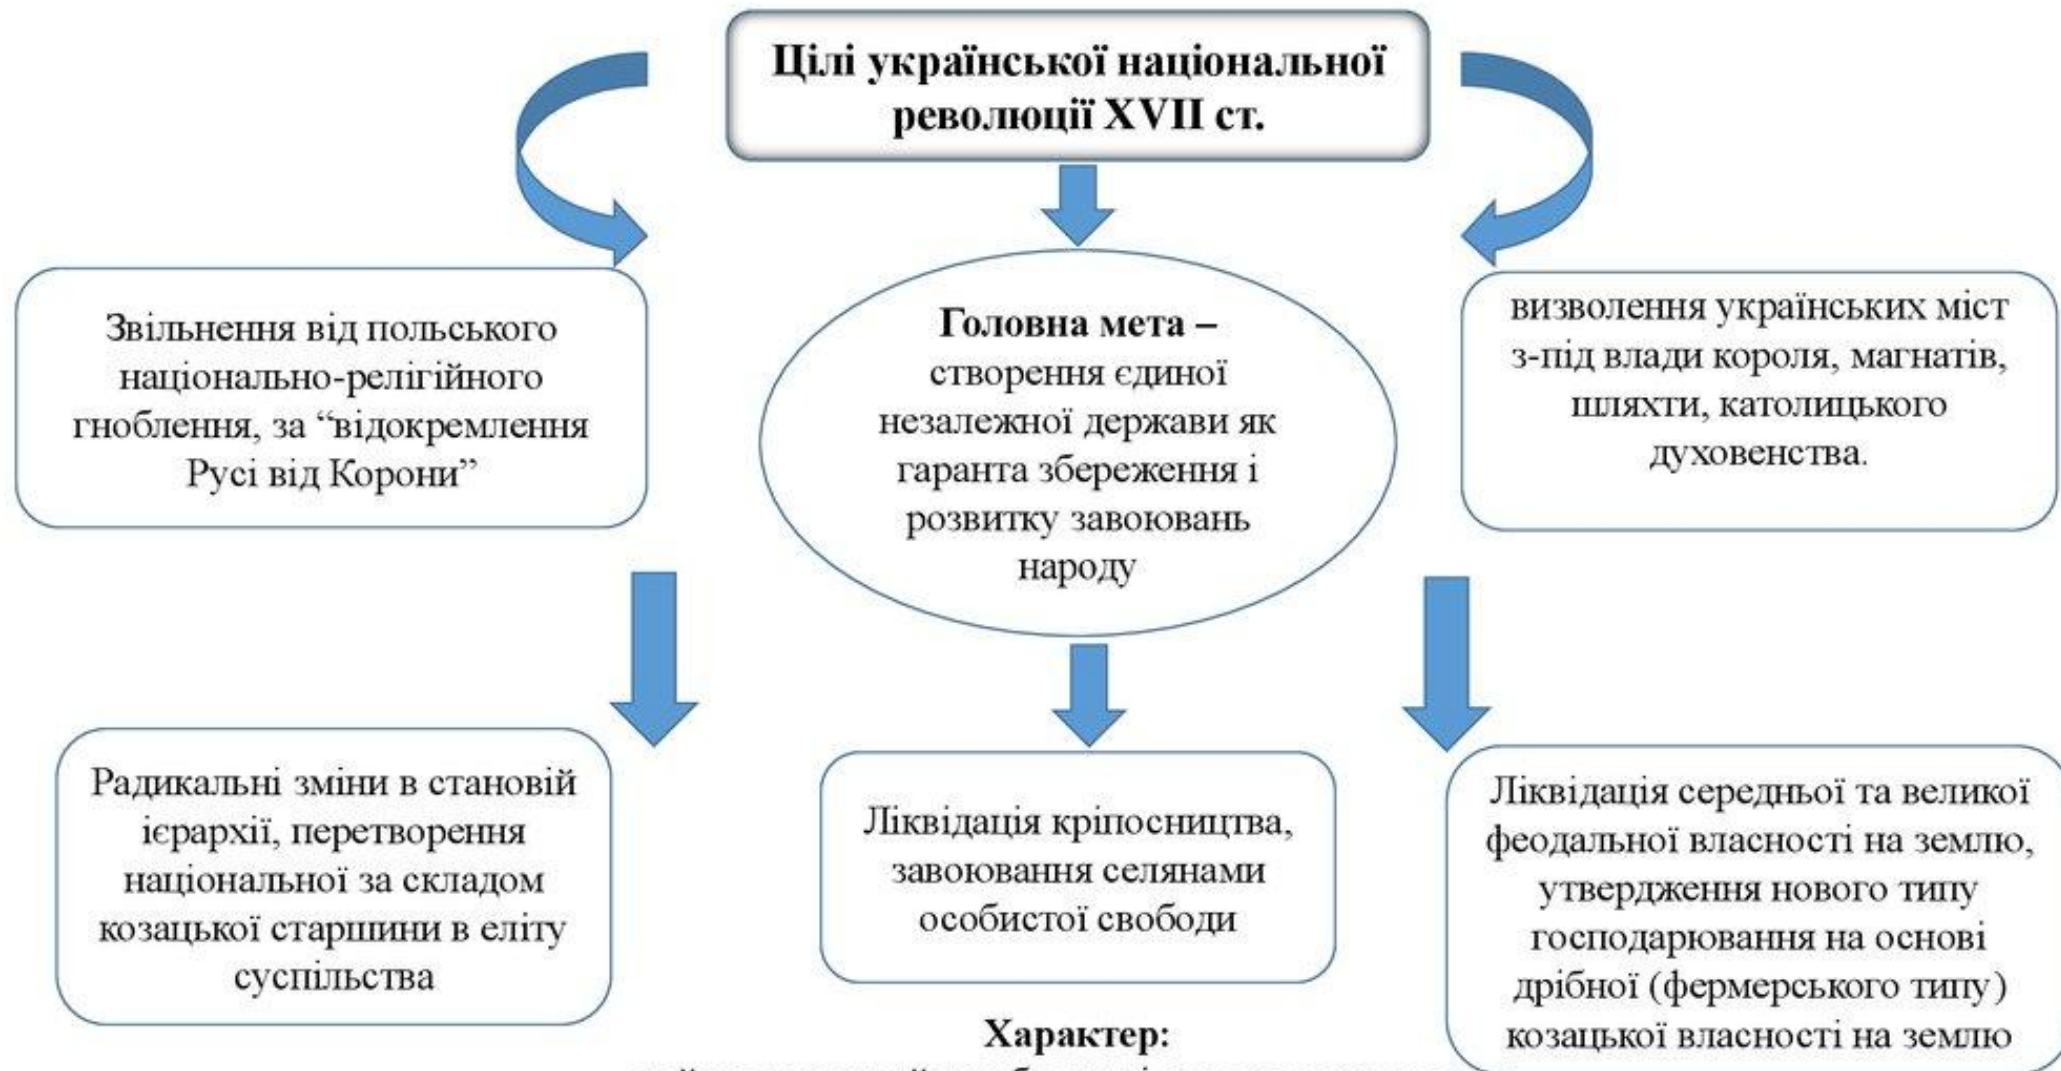 Цілі української національної
революції XVII ст.
Звільнення від польського
національно-релігійного
гноблення, за “відокремлення
Русі від Корони”
Головна мета –
створення єдиної
незалежної держави як
гаранта збереження і
розвитку завоювань
народу
визволення українських міст
з-під влади короля, магнатів,
шляхти, католицького
духовенства.
Радикальні зміни в становій
ієрархії, перетворення
національної за складом
козацької старшини в еліту
суспільства
Ліквідація кріпосництва,
завоювання селянами
особистої свободи
Ліквідація середньої та великої
феодальної власності на землю,
утвердження нового типу
господарювання на основі
дрібної (фермерського типу)
козацької власності на землю
Характер: